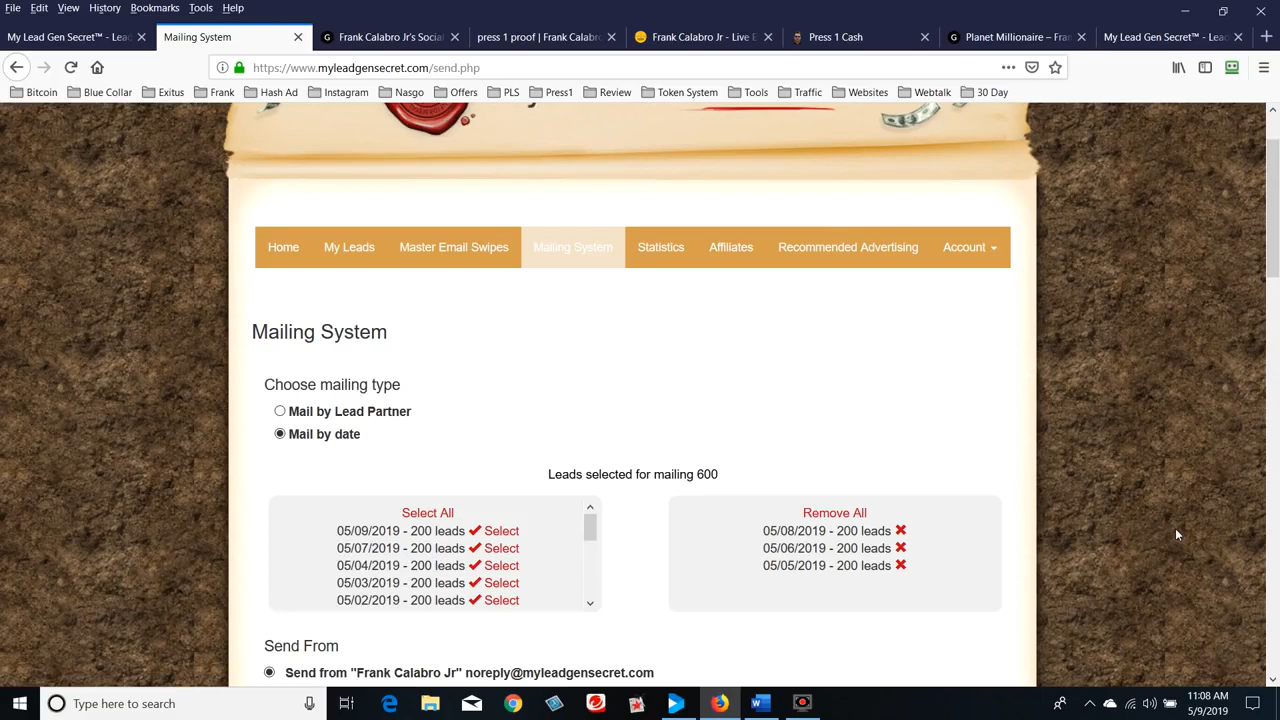 File Edit View History Bookmarks Tools Help
My Lead Gen Secret™ - Lead
Mailing System
Frank Calabro Jr's Social
press 1 proof | Frank Calabro
Frank Calabro Jr - Live E
Press 1 Cash
Planet Millionaire – Fran
My Lead Gen Secret™ - Lead
https://www.myleadgensecret.com/send.php
Bitcoin Blue Collar Exitus Frank Hash Ad Instagram Nasgo Offers PLS Press1 Review Token System Tools Traffic Websites Webtalk 30 Day
Home My Leads Master Email Swipes Mailing System Statistics Affiliates Recommended Advertising Account
Mailing System
Choose mailing type
Mail by Lead Partner
Mail by date
Leads selected for mailing 600
Select All
05/09/2019 - 200 leads ✔ Select
05/07/2019 - 200 leads ✔ Select
05/04/2019 - 200 leads ✔ Select
05/03/2019 - 200 leads ✔ Select
05/02/2019 - 200 leads ✔ Select
Remove All
05/08/2019 - 200 leads ✖
05/06/2019 - 200 leads ✖
05/05/2019 - 200 leads ✖
Send From
Send from "Frank Calabro Jr" noreply@myleadgensecret.com
Type here to search
11:08 AM
5/9/2019